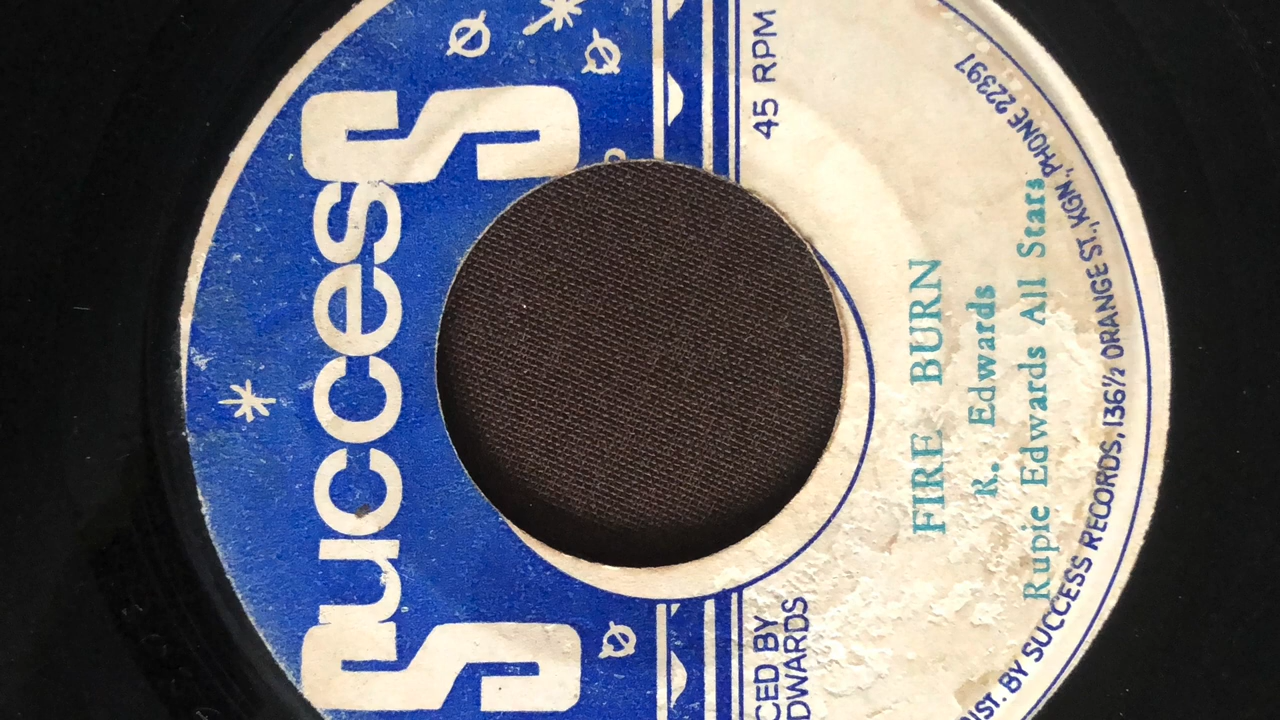 Success
45 RPM
CED BY
DWARDS
FIRE BURN
R. Edwards
Rupie Edwards All Stars
IST. BY SUCCESS RECORDS, 136½ ORANGE ST., KGN., PHONE 22397